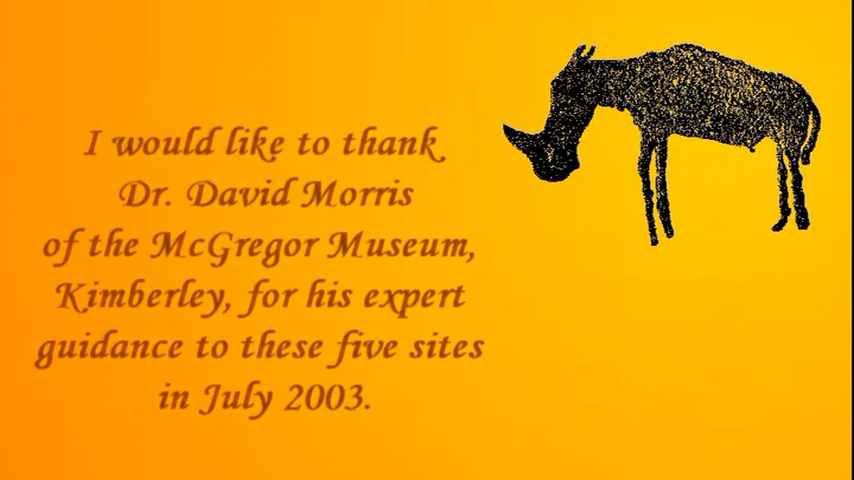 I would like to thank
Dr. David Morris
of the McGregor Museum,
Kimberley, for his expert
guidance to these five sites
in July 2003.